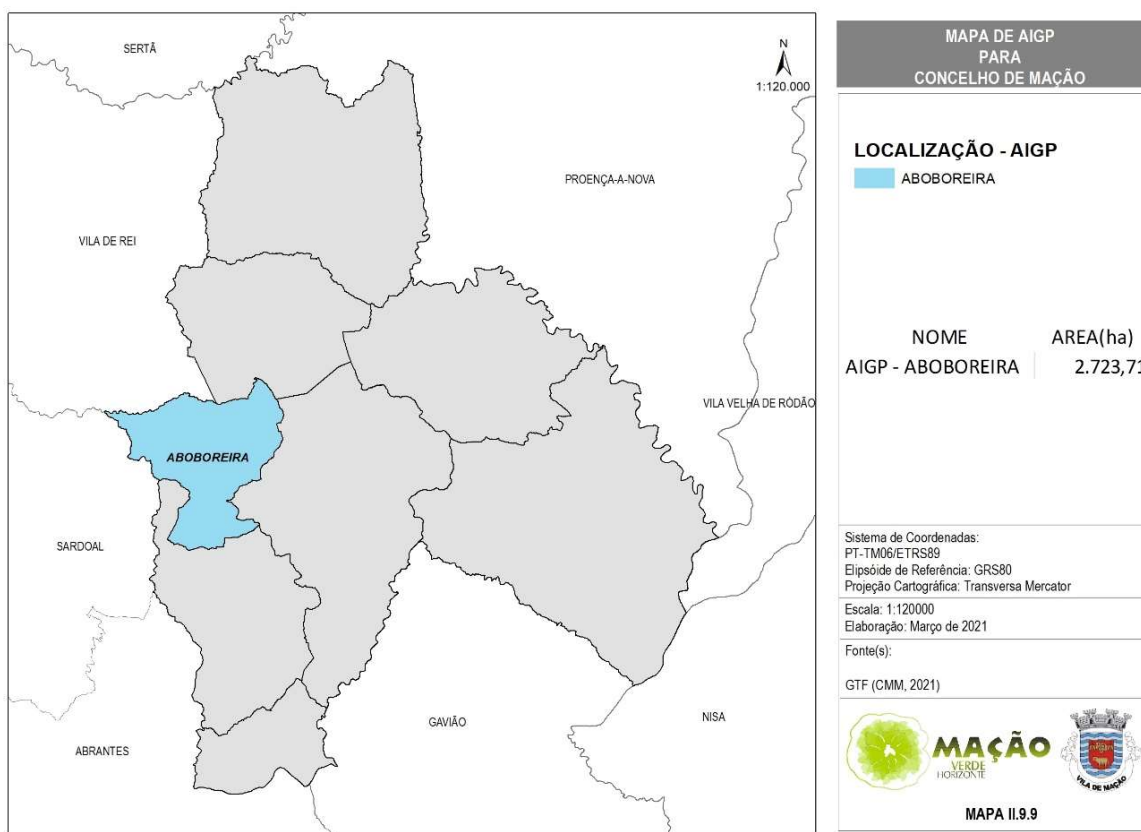 SERTÃ
N
1:120.000
PROENÇA-A-NOVA
VILA DE REI
VILA VELHA DE RÓDÃO
ABOBOREIRA
SARDOAL
NISA
GAVIÃO
ABRANTES
MAPA DE AIGP
PARA
CONCELHO DE MAÇÃO
LOCALIZAÇÃO - AIGP
ABOBOREIRA
NOME AREA(ha)
AIGP - ABOBOREIRA 2.723,71
Sistema de Coordenadas:
PT-TM06/ETRS89
Elipsóide de Referência: GRS80
Projeção Cartográfica: Transversa Mercator
Escala: 1:120000
Elaboração: Março de 2021
Fonte(s):
GTF (CMM, 2021)
MAÇÃO
VERDE
HORIZONTE
VILA DE MAÇÃO
MAPA II.9.9